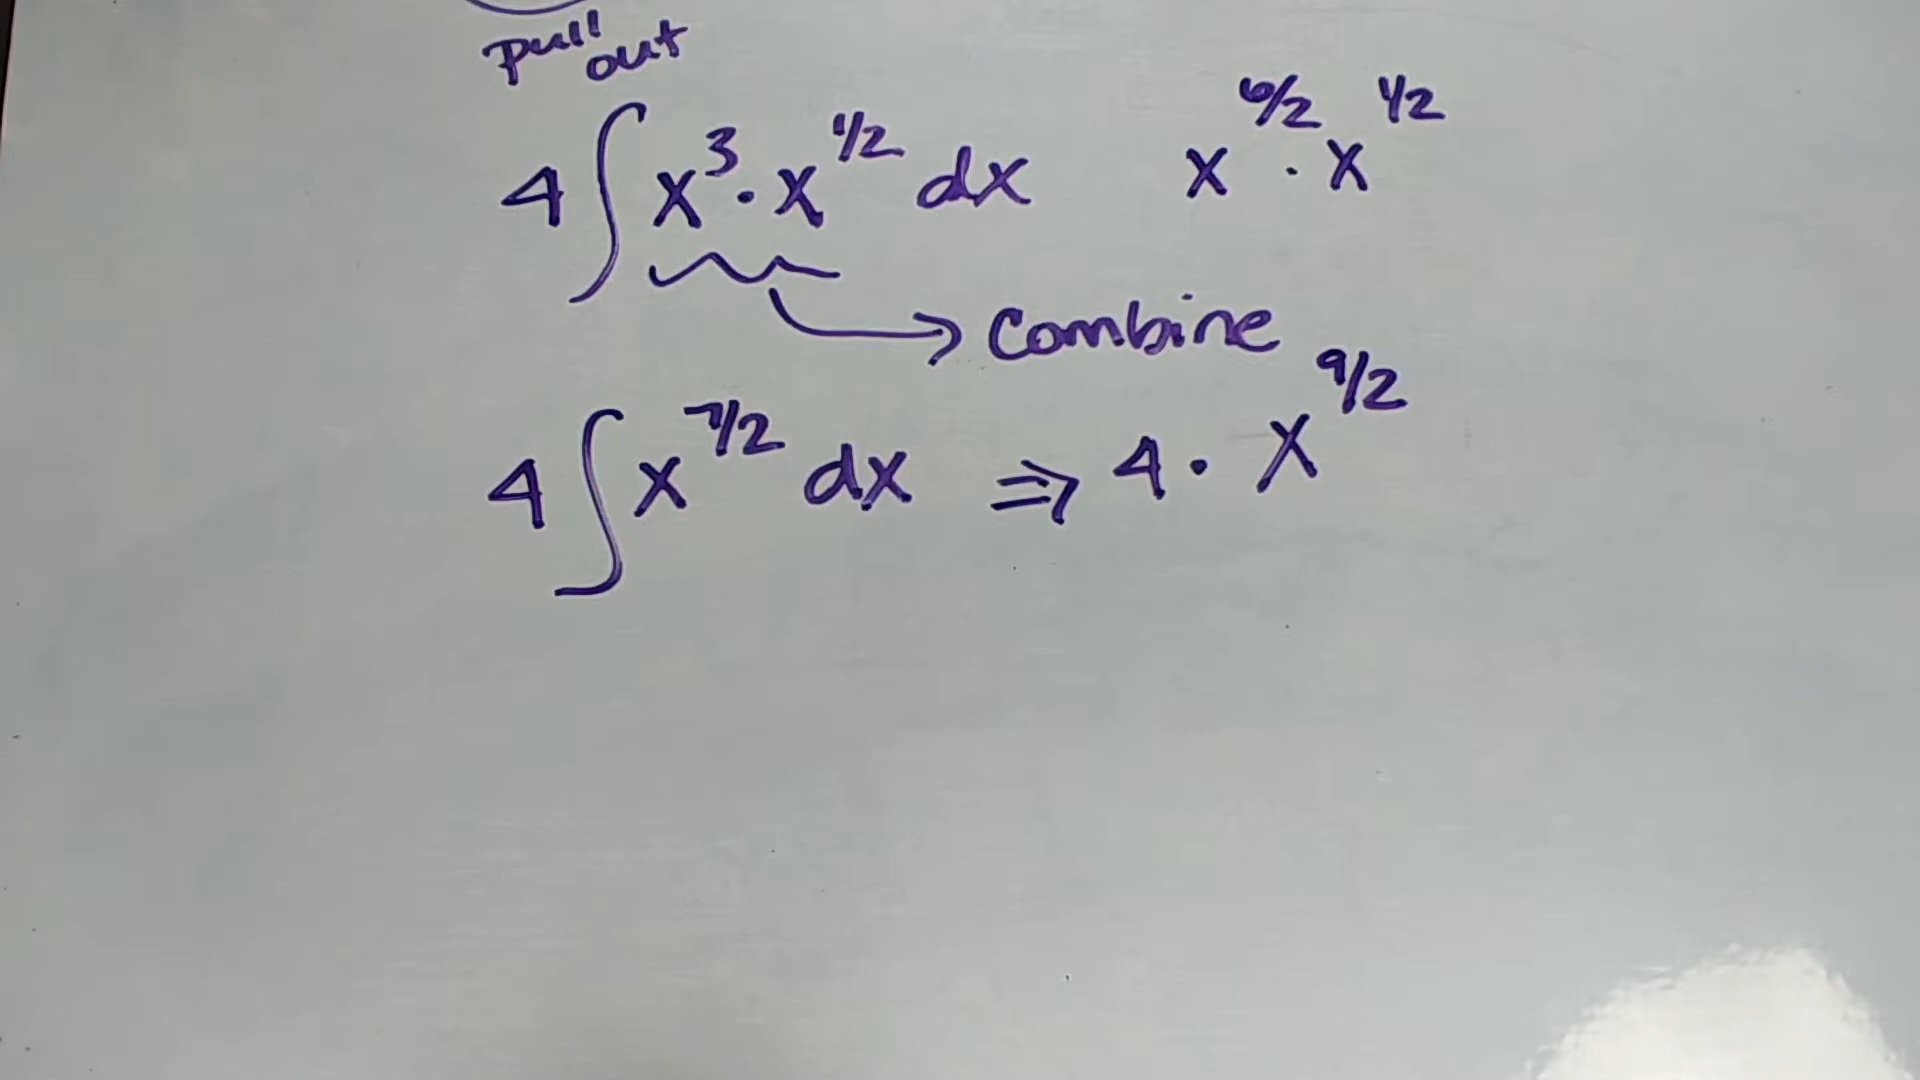 pull
out
4∫x³·x^{1/2} dx   x^{6/2}·x^{1/2}
→ Combine
4∫x^{7/2} dx ⇒ 4·x^{9/2}